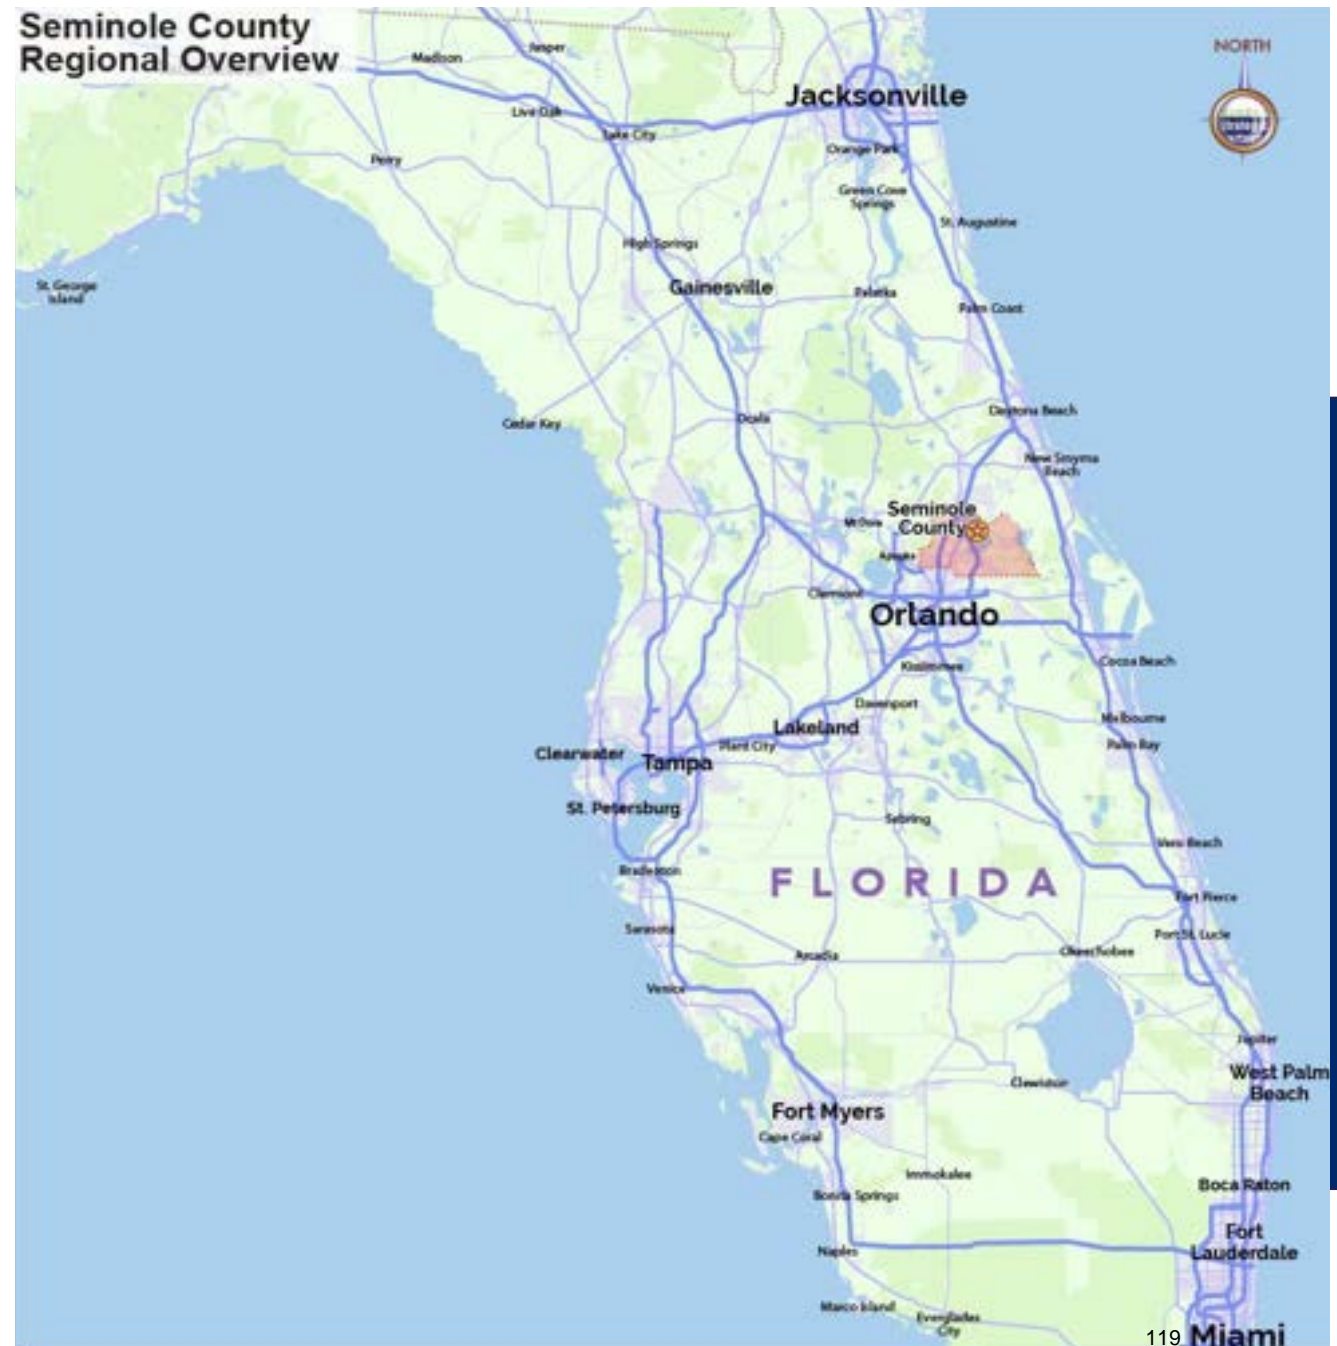 Seminole County
Regional Overview
NORTH
Jasper
Madison
Jacksonville
Live Oak
Lake City
Orange Park
Perry
Green Cove
Springs
St. Augustine
High Springs
St. George
Island
Gainesville
Palatka
Palm Coast
Daytona Beach
Ocala
Cedar Key
New Smyrna
Beach
Seminole
County
Mt Dora
Apopka
Clermont
Orlando
Cocoa Beach
Kissimmee
Davenport
Melbourne
Lakeland
Palm Bay
Plant City
Clearwater
Tampa
St. Petersburg
Sebring
Vero Beach
Bradenton
FLORIDA
Fort Pierce
Sarasota
Port St. Lucie
Okeechobee
Arcadia
Venice
Jupiter
West Palm
Beach
Clewiston
Fort Myers
Cape Coral
Immokalee
Boca Raton
Bonita Springs
Fort
Lauderdale
Naples
Marco Island
Everglades
City
119
Miami